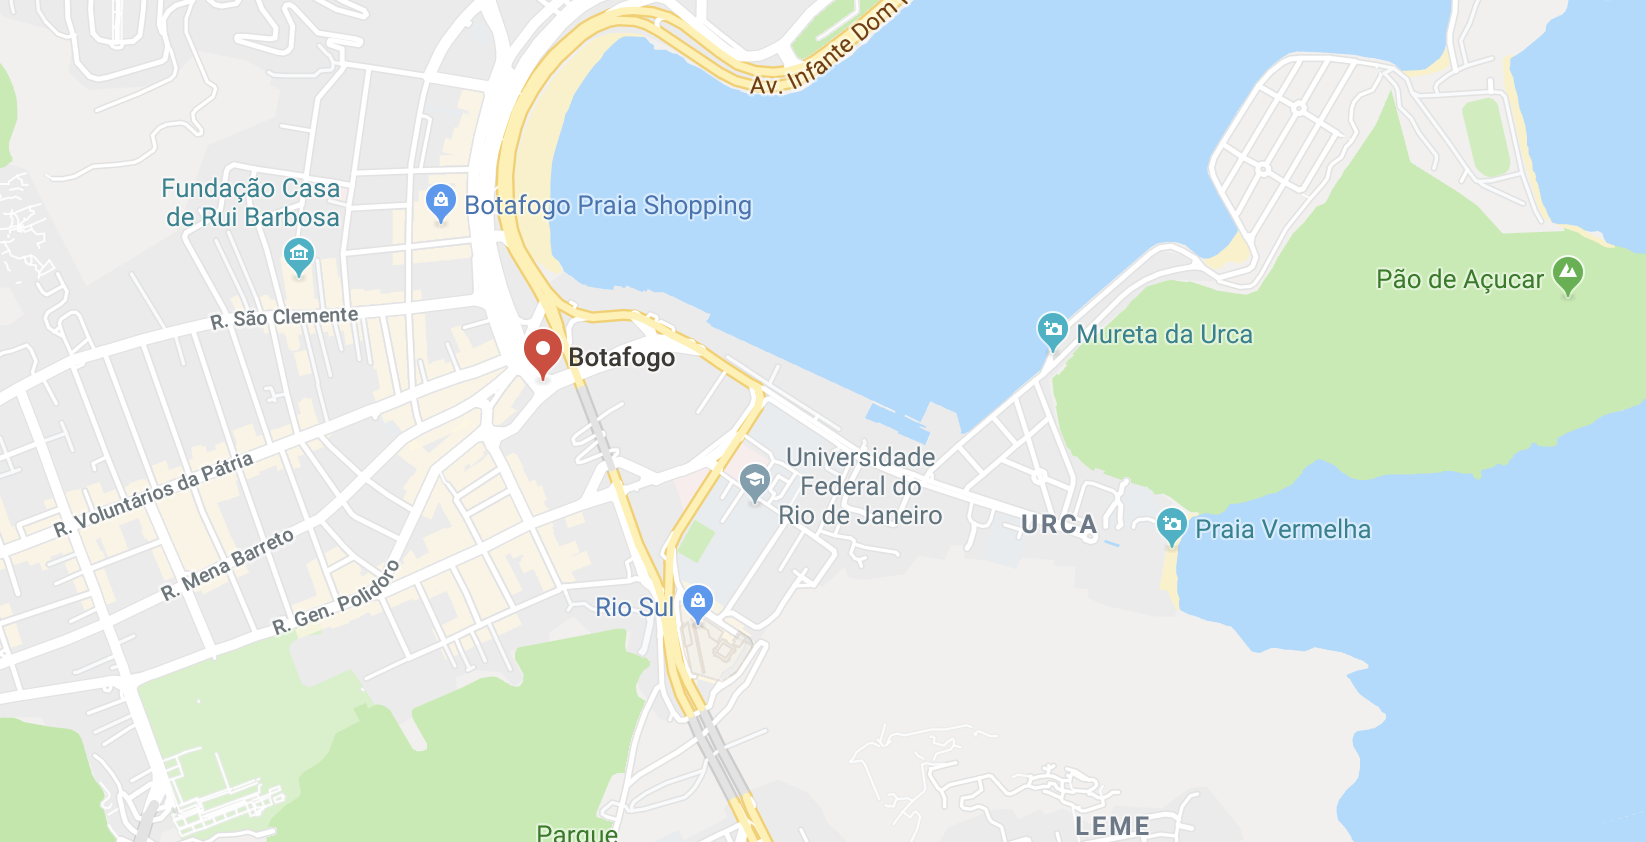 Av. Infante Dom
Fundação Casa
de Rui Barbosa
Botafogo Praia Shopping
Pão de Açucar
R. São Clemente
Mureta da Urca
Botafogo
Universidade
Federal do
Rio de Janeiro
R. Voluntários da Pátria
URCA
Praia Vermelha
R. Mena Barreto
R. Gen. Polidoro
Rio Sul
LEME
Parque